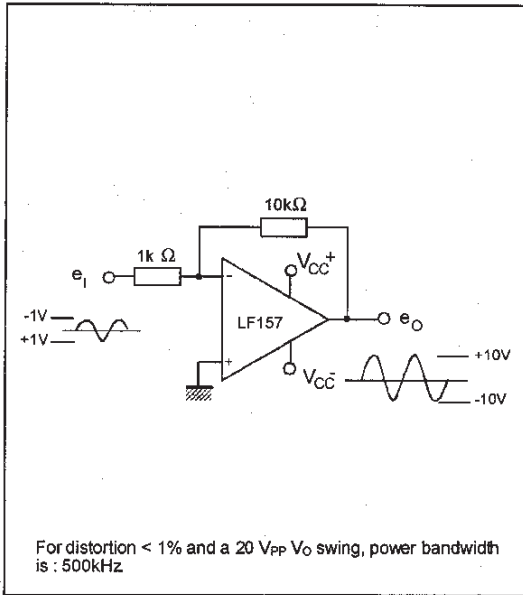 10kΩ
1k Ω
VCC+
eI
-
-1V
+1V
LF157
eO
+
VCC-
+10V
-10V
For distortion < 1% and a 20 VPP VO swing, power bandwidth
is : 500kHz